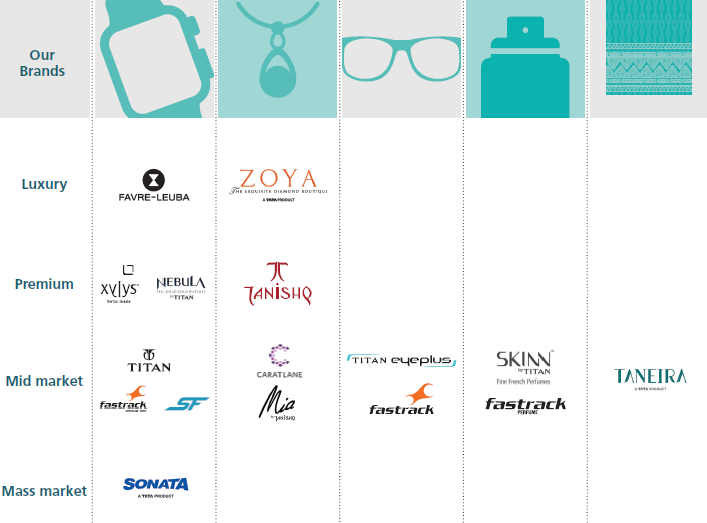 Our
Brands
Luxury
FAVRE-LEUBA
ZOYA
THE EXQUISITE DIAMOND BOUTIQUE
A TATA PRODUCT
Premium
xylys
Swiss made
NEBULA
BY TITAN
TANISHQ
Mid market
TITAN
fastrack
SF
CARATLANE
Mia
by TANISHQ
TITAN eyeplus
fastrack
SKINN
by TITAN
Fine French Perfumes
fastrack
PERFUME
TANEIRA
A TATA PRODUCT
Mass market
SONATA
A TATA PRODUCT